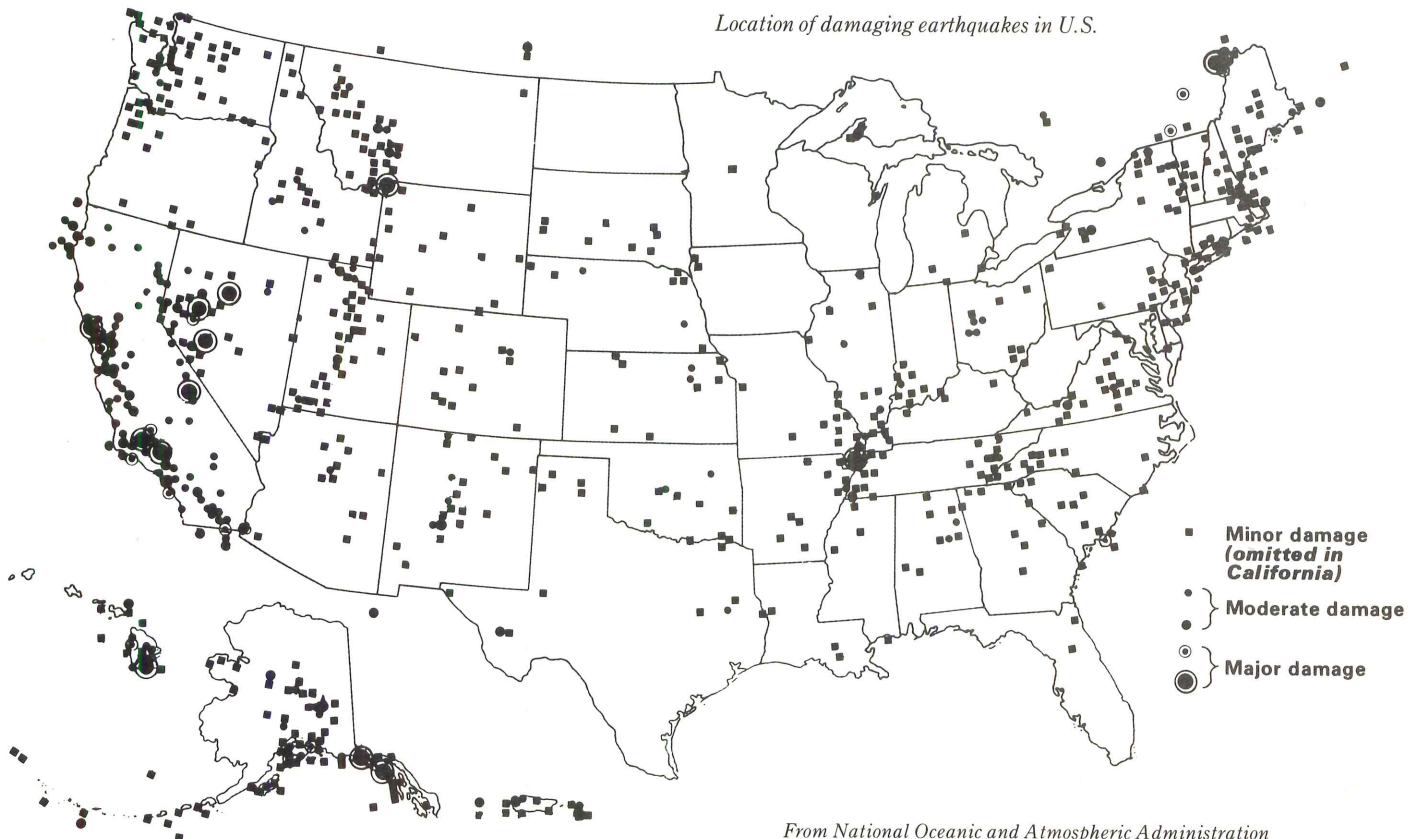 Location of damaging earthquakes in U.S.
Minor damage
(omitted in
California)
Moderate damage
Major damage
From National Oceanic and Atmospheric Administration